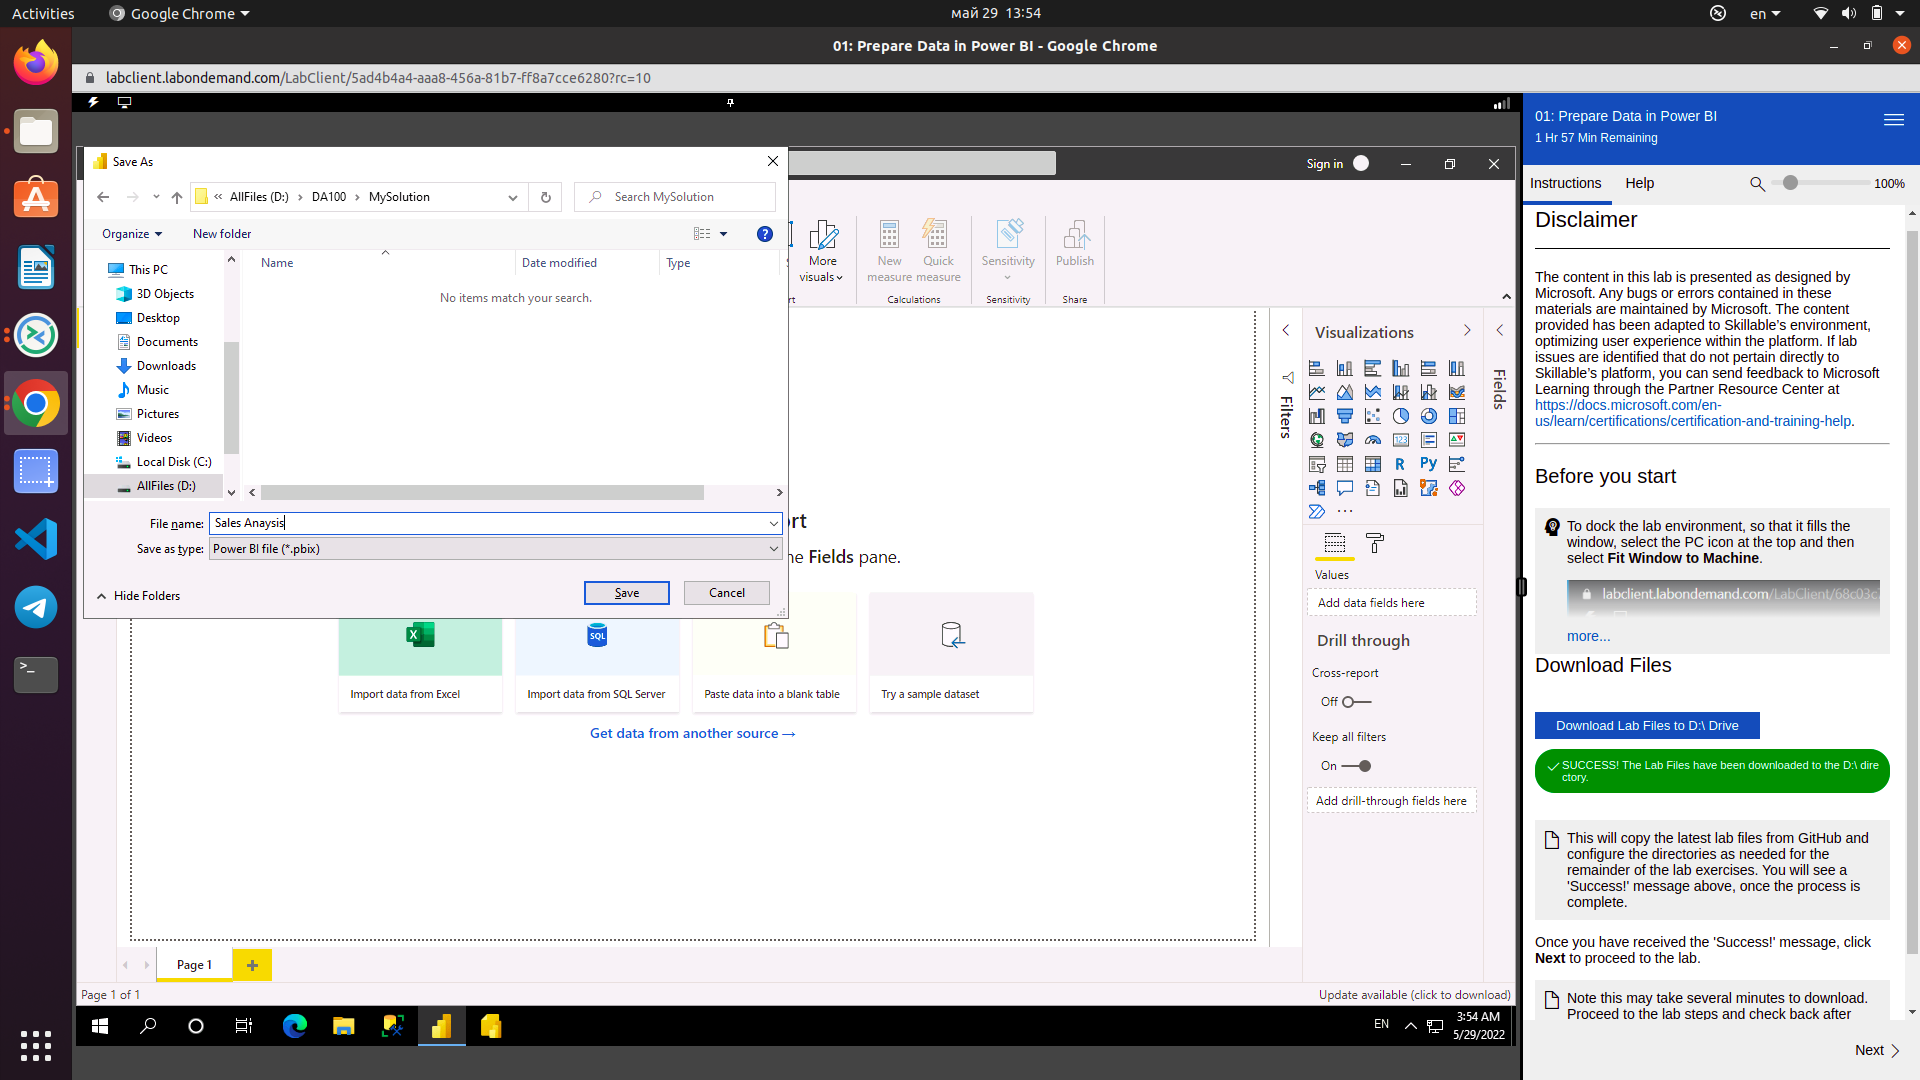 Activities
Google Chrome
май 29 13:54
en
01: Prepare Data in Power BI - Google Chrome
labclient.labondemand.com/LabClient/5ad4b4a4-aaa8-456a-81b7-ff8a7cce6280?rc=10
Save As
AllFiles (D:) › DA100 › MySolution
Search MySolution
Organize
New folder
Name
Date modified
Type
No items match your search.
This PC
3D Objects
Desktop
Documents
Downloads
Music
Pictures
Videos
Local Disk (C:)
AllFiles (D:)
File name:
Sales Anaysis
Save as type:
Power BI file (*.pbix)
Hide Folders
Save
Cancel
Sign in
More visuals
New measure
Quick measure
Calculations
Sensitivity
Sensitivity
Publish
Share
Fields pane.
Import data from Excel
Import data from SQL Server
Paste data into a blank table
Try a sample dataset
SQL
Get data from another source →
Filters
Visualizations
Fields
R
Py
123
Values
Add data fields here
Drill through
Cross-report
Off
Keep all filters
On
Add drill-through fields here
Page 1
Page 1 of 1
Update available (click to download)
EN
3:54 AM
5/29/2022
01: Prepare Data in Power BI
1 Hr 57 Min Remaining
Instructions
Help
100%
Disclaimer
The content in this lab is presented as designed by
Microsoft. Any bugs or errors contained in these
materials are maintained by Microsoft. The content
provided has been adapted to Skillable's environment,
optimizing user experience within the platform. If lab
issues are identified that do not pertain directly to
Skillable's platform, you can send feedback to Microsoft
Learning through the Partner Resource Center at
https://docs.microsoft.com/en-
us/learn/certifications/certification-and-training-help.
Before you start
To dock the lab environment, so that it fills the
window, select the PC icon at the top and then
select Fit Window to Machine.
labclient.labondemand.com/LabClient/68c03c
more...
Download Files
Download Lab Files to D:\ Drive
SUCCESS! The Lab Files have been downloaded to the D:\ dire
ctory.
This will copy the latest lab files from GitHub and
configure the directories as needed for the
remainder of the lab exercises. You will see a
'Success!' message above, once the process is
complete.
Once you have received the 'Success!' message, click
Next to proceed to the lab.
Note this may take several minutes to download.
Proceed to the lab steps and check back after
Next